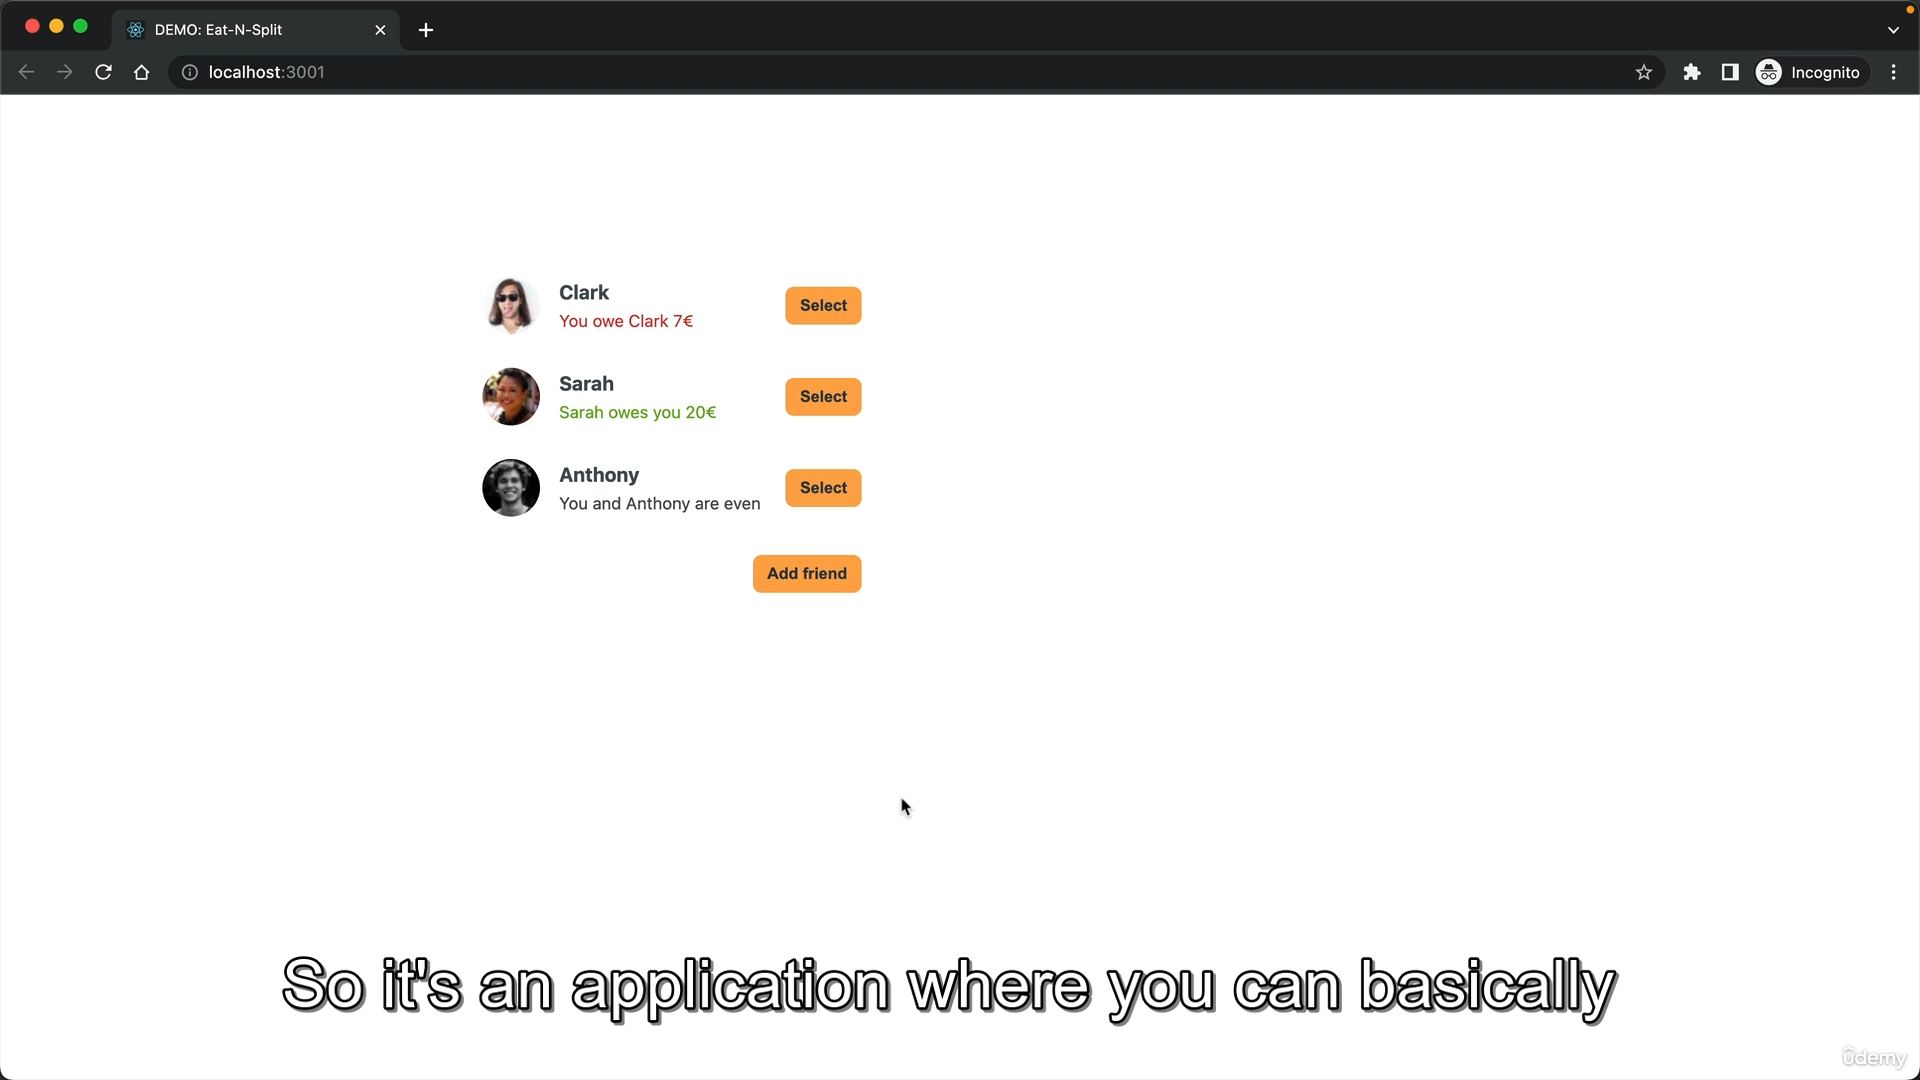 DEMO: Eat-N-Split
localhost:3001
Incognito
Clark
You owe Clark 7€
Select
Sarah
Sarah owes you 20€
Select
Anthony
You and Anthony are even
Select
Add friend
So it's an application where you can basically
ûdemy